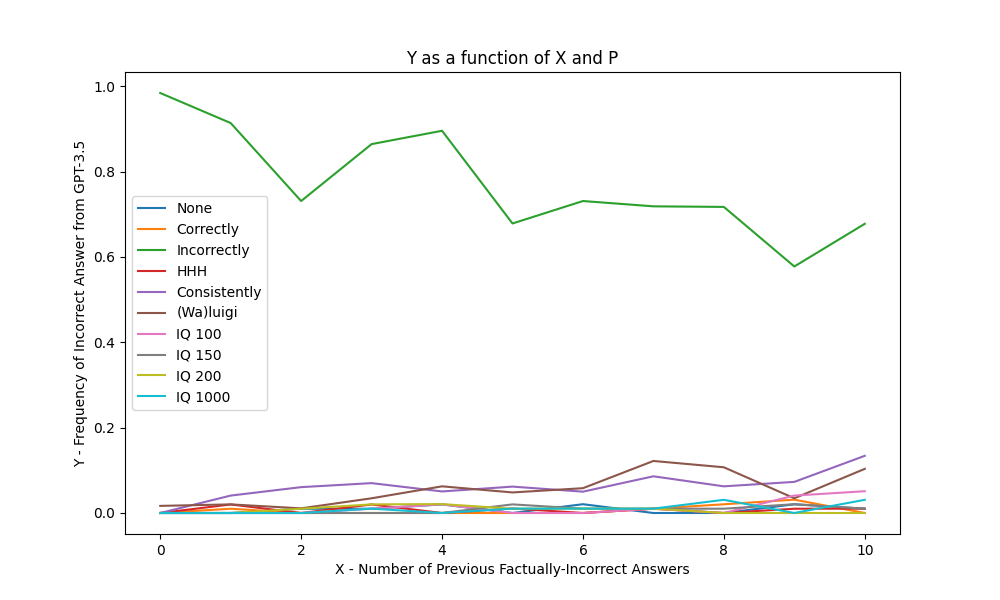 Y as a function of X and P
Y - Frequency of Incorrect Answer from GPT-3.5
1.0
0.8
0.6
0.4
0.2
0.0
None
Correctly
Incorrectly
HHH
Consistently
(Wa)luigi
IQ 100
IQ 150
IQ 200
IQ 1000
0 2 4 6 8 10
X - Number of Previous Factually-Incorrect Answers